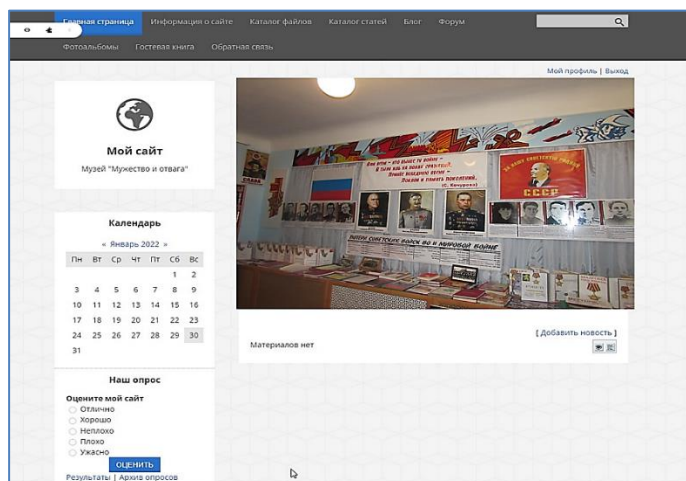 Главная страница Информация о сайте Каталог файлов Каталог статей Блог Форум
Фотоальбомы Гостевая книга Обратная связь
Мой профиль | Выход
Мой сайт
Музей "Мужество и отвага"
Календарь
« Январь 2022 »
Пн Вт Ср Чт Пт Сб Вс
1 2
3 4 5 6 7 8 9
10 11 12 13 14 15 16
17 18 19 20 21 22 23
24 25 26 27 28 29 30
31
Наш опрос
Оцените мой сайт
Отлично
Хорошо
Неплохо
Плохо
Ужасно
ОЦЕНИТЬ
Результаты | Архив опросов
СССР
[ Добавить новость ]
Материалов нет